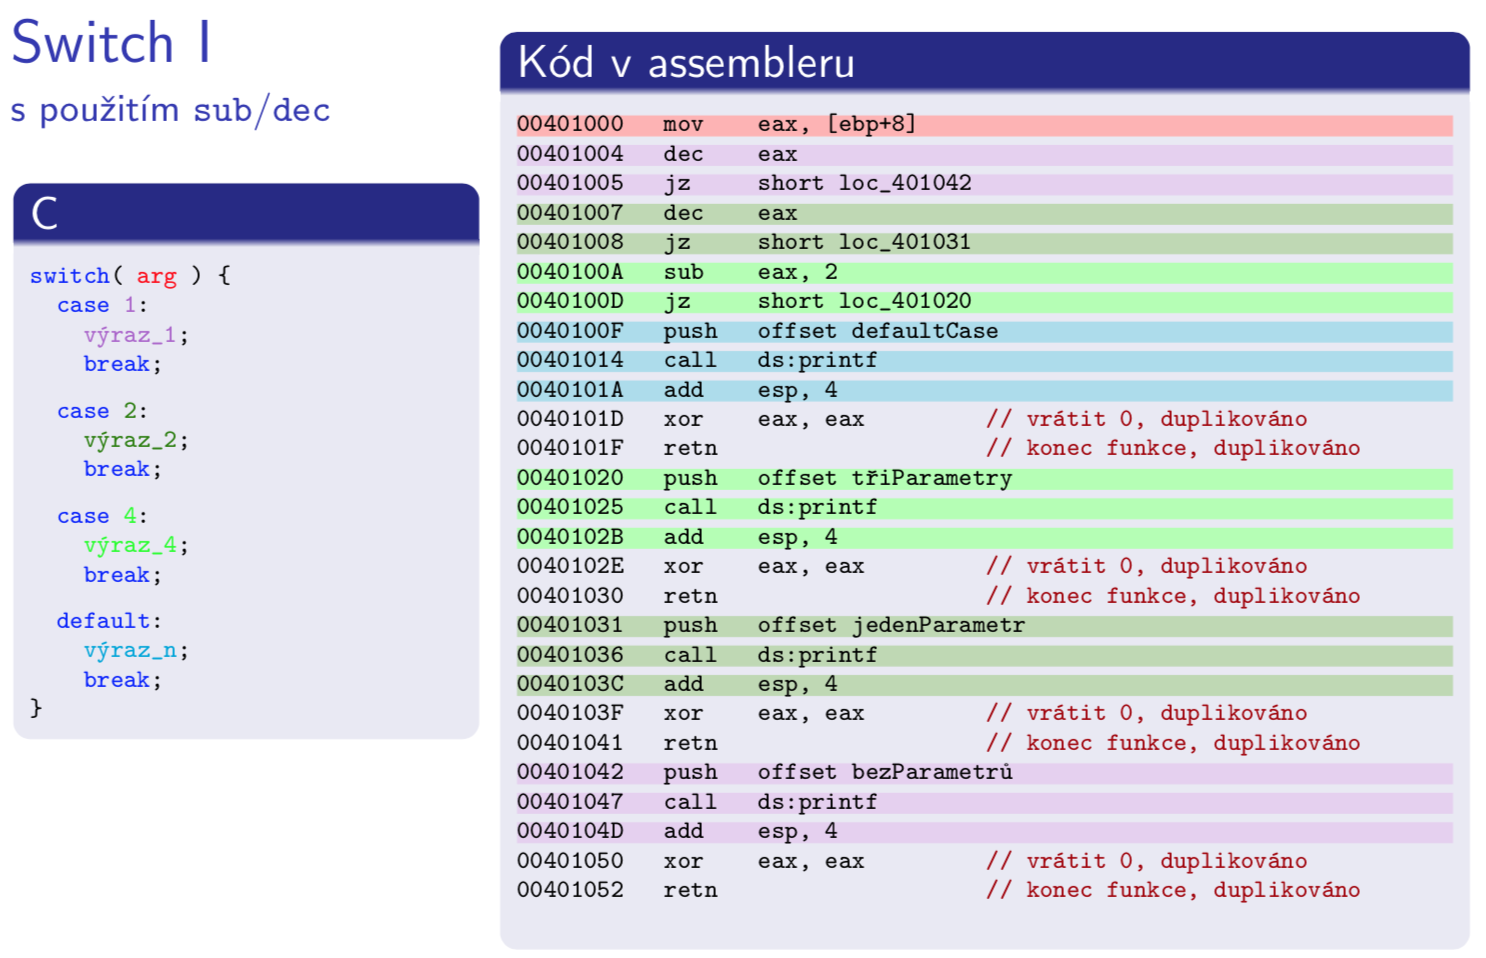 Switch I
s použitím sub/dec
C
switch( arg ) {
  case 1:
    výraz_1;
    break;
  case 2:
    výraz_2;
    break;
  case 4:
    výraz_4;
    break;
  default:
    výraz_n;
    break;
}
Kód v assembleru
00401000   mov    eax, [ebp+8]
00401004   dec    eax
00401005   jz     short loc_401042
00401007   dec    eax
00401008   jz     short loc_401031
0040100A   sub    eax, 2
0040100D   jz     short loc_401020
0040100F   push   offset defaultCase
00401014   call   ds:printf
0040101A   add    esp, 4
0040101D   xor    eax, eax         // vrátit 0, duplikováno
0040101F   retn                    // konec funkce, duplikováno
00401020   push   offset třiParametry
00401025   call   ds:printf
0040102B   add    esp, 4
0040102E   xor    eax, eax         // vrátit 0, duplikováno
00401030   retn                    // konec funkce, duplikováno
00401031   push   offset jedenParametr
00401036   call   ds:printf
0040103C   add    esp, 4
0040103F   xor    eax, eax         // vrátit 0, duplikováno
00401041   retn                    // konec funkce, duplikováno
00401042   push   offset bezParametrů
00401047   call   ds:printf
0040104D   add    esp, 4
00401050   xor    eax, eax         // vrátit 0, duplikováno
00401052   retn                    // konec funkce, duplikováno